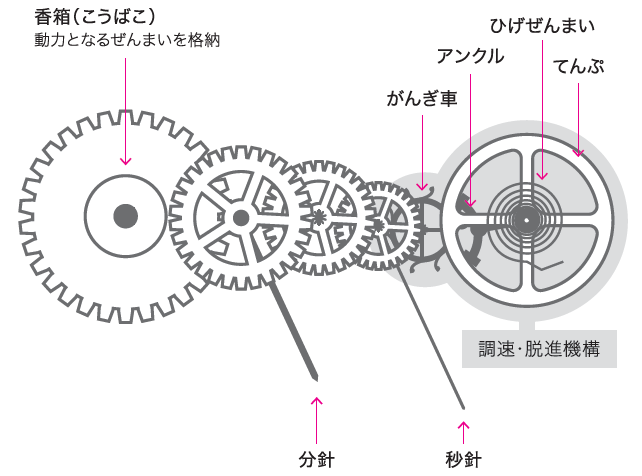 香箱（こうばこ）
動力となるぜんまいを格納
ひげぜんまい
アンクル
てんぷ
がんぎ車
調速・脱進機構
分針
秒針